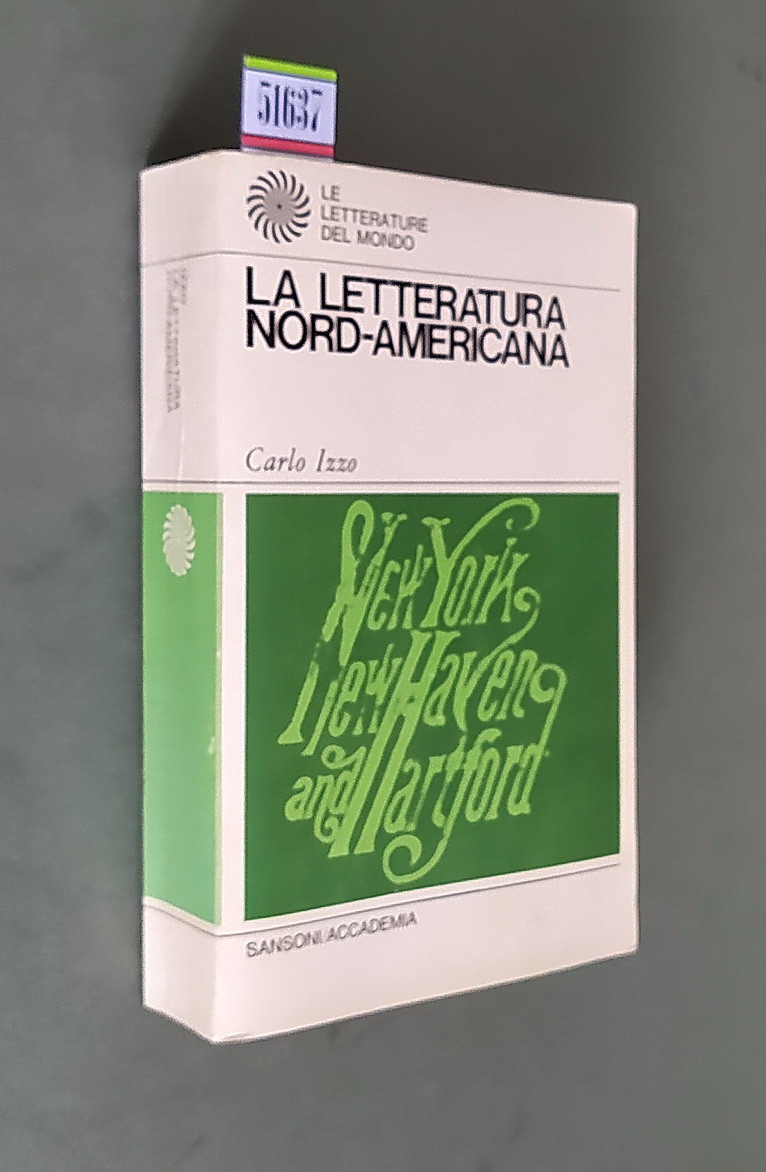 51637
LE
LETTERATURE
DEL MONDO
LA LETTERATURA
NORD-AMERICANA
Carlo Izzo
New York,
New Haven
and Hartford
SANSONI/ACCADEMIA